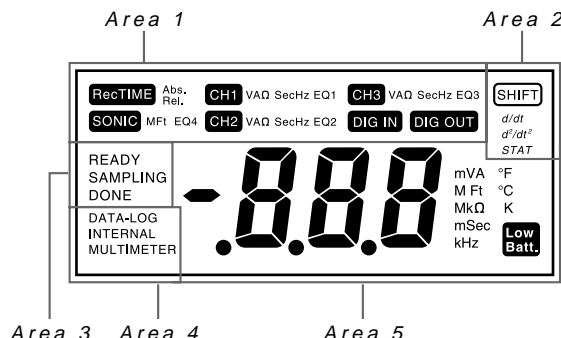 Area 1 Area 2
RecTIME Abs. Rel. CH1 VAΩ SecHz EQ1 CH3 VAΩ SecHz EQ3 SHIFT
SONIC MFt EQ4 CH2 VAΩ SecHz EQ2 DIG IN DIG OUT
d/dt
d²/dt²
STAT
READY
SAMPLING
DONE
DATA-LOG
INTERNAL
MULTIMETER
-.8.8.8
mVA °F
M Ft °C
MkΩ K
mSec
kHz
Low
Batt.
Area 3 Area 4 Area 5